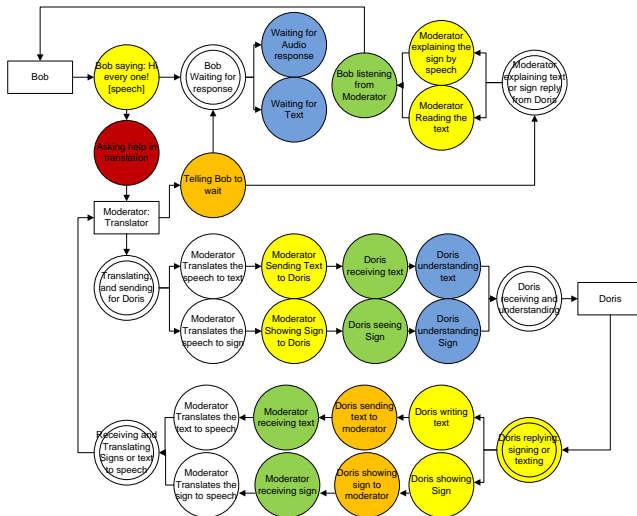 Bob
Bob saying: Hi
every one!
[speech]
Bob
Waiting for
response
Waiting for
Audio
response
Waiting for
Text
Bob listening
from
Moderator
Moderator
explaining the
sign by
speech
Moderator
Reading the
text
Moderator
explaining text
or sign reply
from Doris
Asking help in
translation
Telling Bob to
wait
Moderator:
Translator
Translating,
and sending
for Doris
Moderator
Translates the
speech to text
Moderator
Sending Text
to Doris
Doris
receiving text
Doris
understanding
text
Moderator
Translates the
speech to sign
Moderator
Showing Sign
to Doris
Doris seeing
Sign
Doris
understanding
Sign
Doris
receiving and
understanding
Doris
Receiving and
Translating
Signs or text
to speech
Moderator
Translates the
text to speech
Moderator
receiving text
Doris sending
text to
moderator
Doris writing
text
Moderator
Translates the
sign to speech
Moderator
receiving sign
Doris showing
sign to
moderator
Doris showing
Sign
Doris replying,
signing or
texting